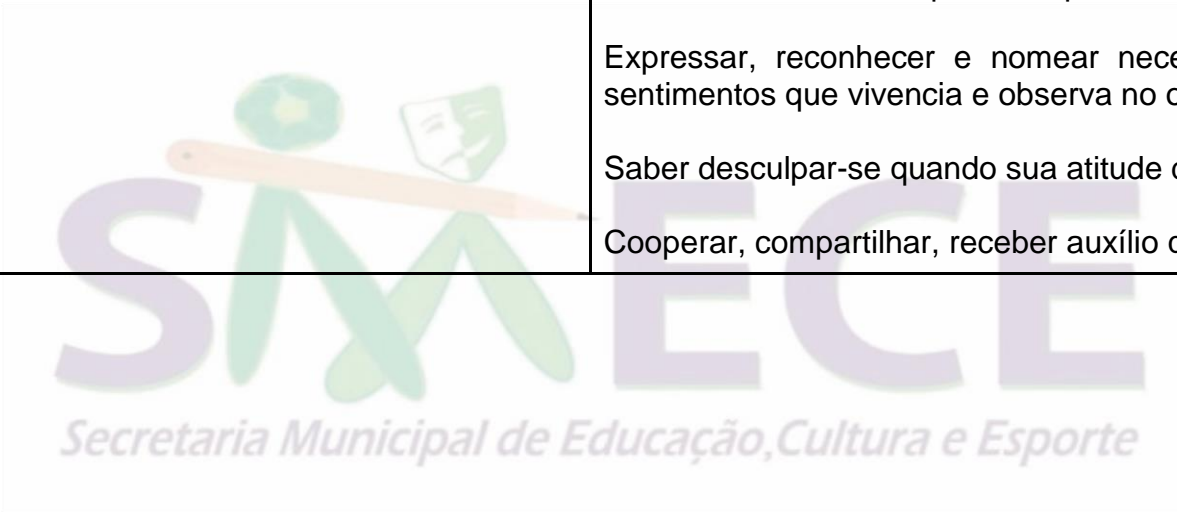 Expressar, reconhecer e nomear
sentimentos que vivencia e observa no
Saber desculpar-se quando sua atitude
Cooperar, compartilhar, receber auxílio
SMECE
Secretaria Municipal de Educação,Cultura e Esporte